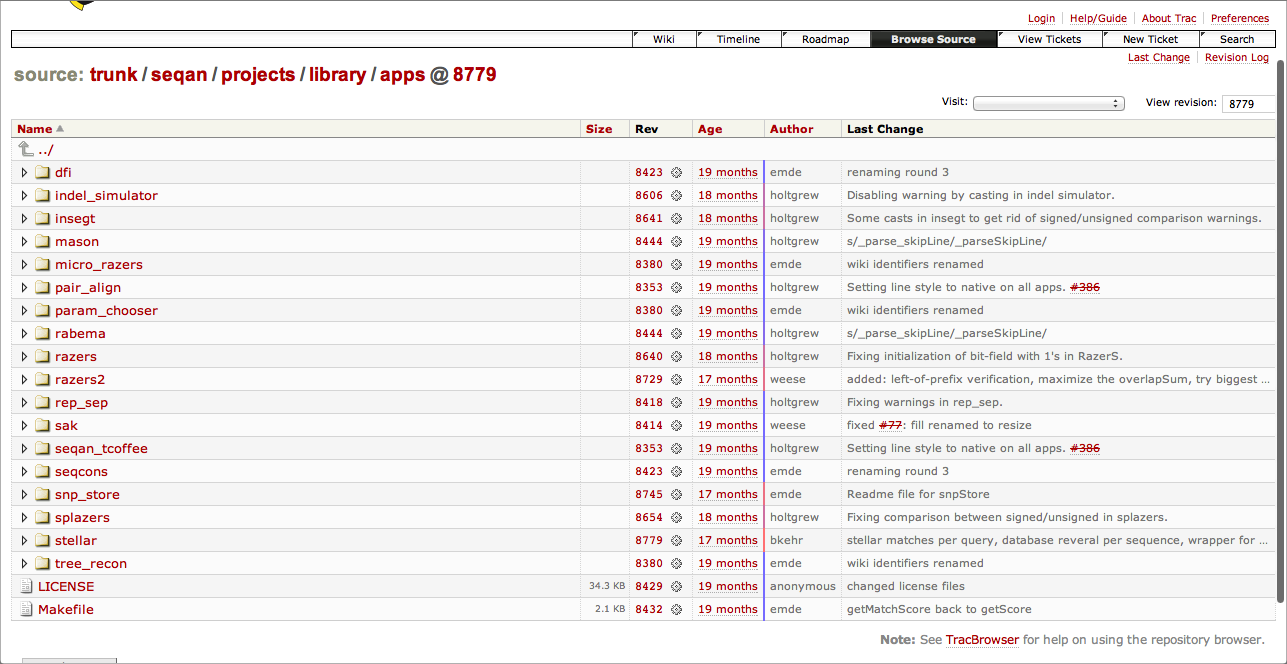 Login Help/Guide About Trac Preferences
Wiki Timeline Roadmap Browse Source View Tickets New Ticket Search
Last Change Revision Log
source: trunk / seqan / projects / library / apps @ 8779
Visit: View revision: 8779
Name Size Rev Age Author Last Change
../
dfi 8423 19 months emde renaming round 3
indel_simulator 8606 18 months holtgrew Disabling warning by casting in indel simulator.
insegt 8641 18 months holtgrew Some casts in insegt to get rid of signed/unsigned comparison warnings.
mason 8444 19 months holtgrew s/_parse_skipLine/_parseSkipLine/
micro_razers 8380 19 months emde wiki identifiers renamed
pair_align 8353 19 months holtgrew Setting line style to native on all apps. #386
param_chooser 8380 19 months emde wiki identifiers renamed
rabema 8444 19 months holtgrew s/_parse_skipLine/_parseSkipLine/
razers 8640 18 months holtgrew Fixing initialization of bit-field with 1's in RazerS.
razers2 8729 17 months weese added: left-of-prefix verification, maximize the overlapSum, try biggest …
rep_sep 8418 19 months holtgrew Fixing warnings in rep_sep.
sak 8414 19 months weese fixed #77: fill renamed to resize
seqan_tcoffee 8353 19 months holtgrew Setting line style to native on all apps. #386
seqcons 8423 19 months emde renaming round 3
snp_store 8745 17 months emde Readme file for snpStore
splazers 8654 18 months holtgrew Fixing comparison between signed/unsigned in splazers.
stellar 8779 17 months bkehr stellar matches per query, database reveral per sequence, wrapper for …
tree_recon 8380 19 months emde wiki identifiers renamed
LICENSE 34.3 KB 8429 19 months anonymous changed license files
Makefile 2.1 KB 8432 19 months emde getMatchScore back to getScore
Note: See TracBrowser for help on using the repository browser.